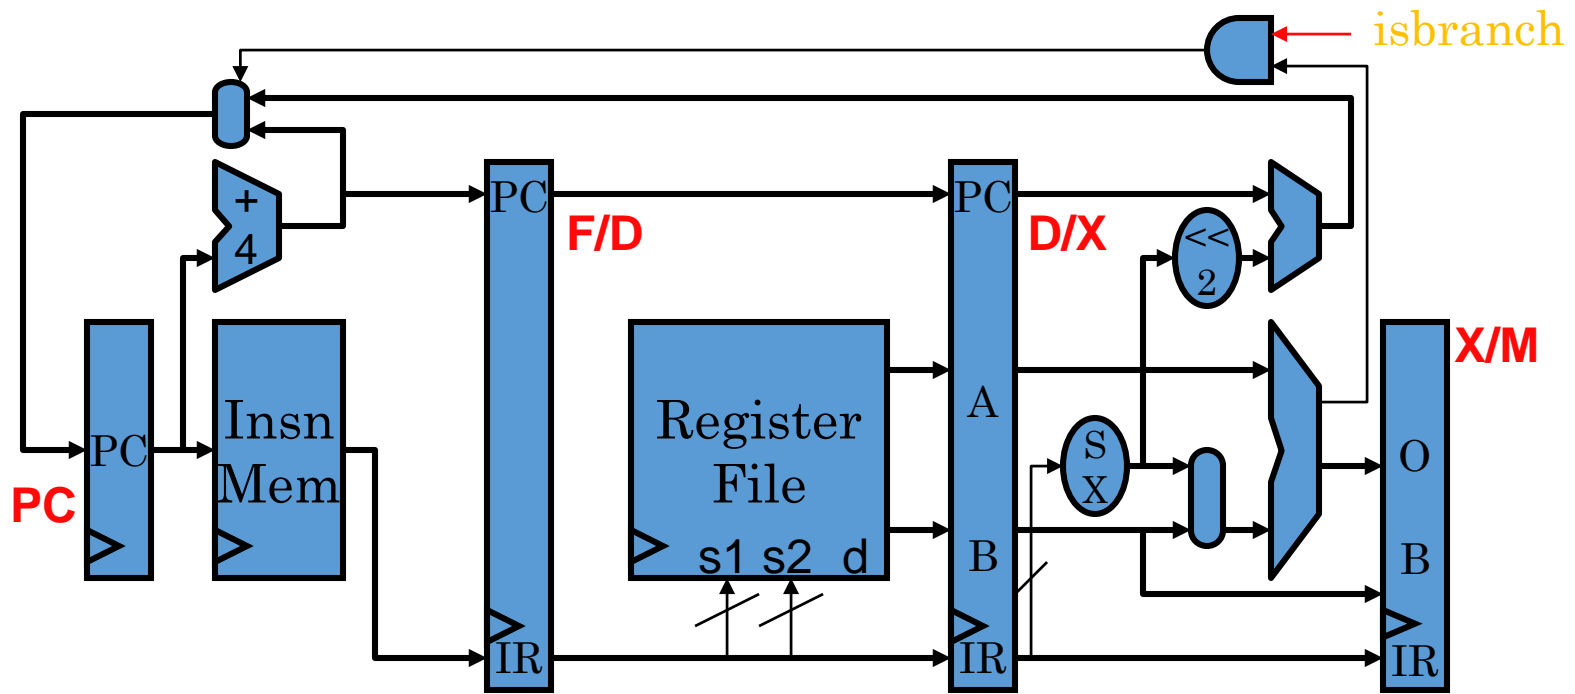 isbranch
+
4
PC
F/D
PC
D/X
<<
2
PC
PC
Insn
Mem
Register
File
s1 s2 d
IR
A
B
IR
S
X
X/M
O
B
IR